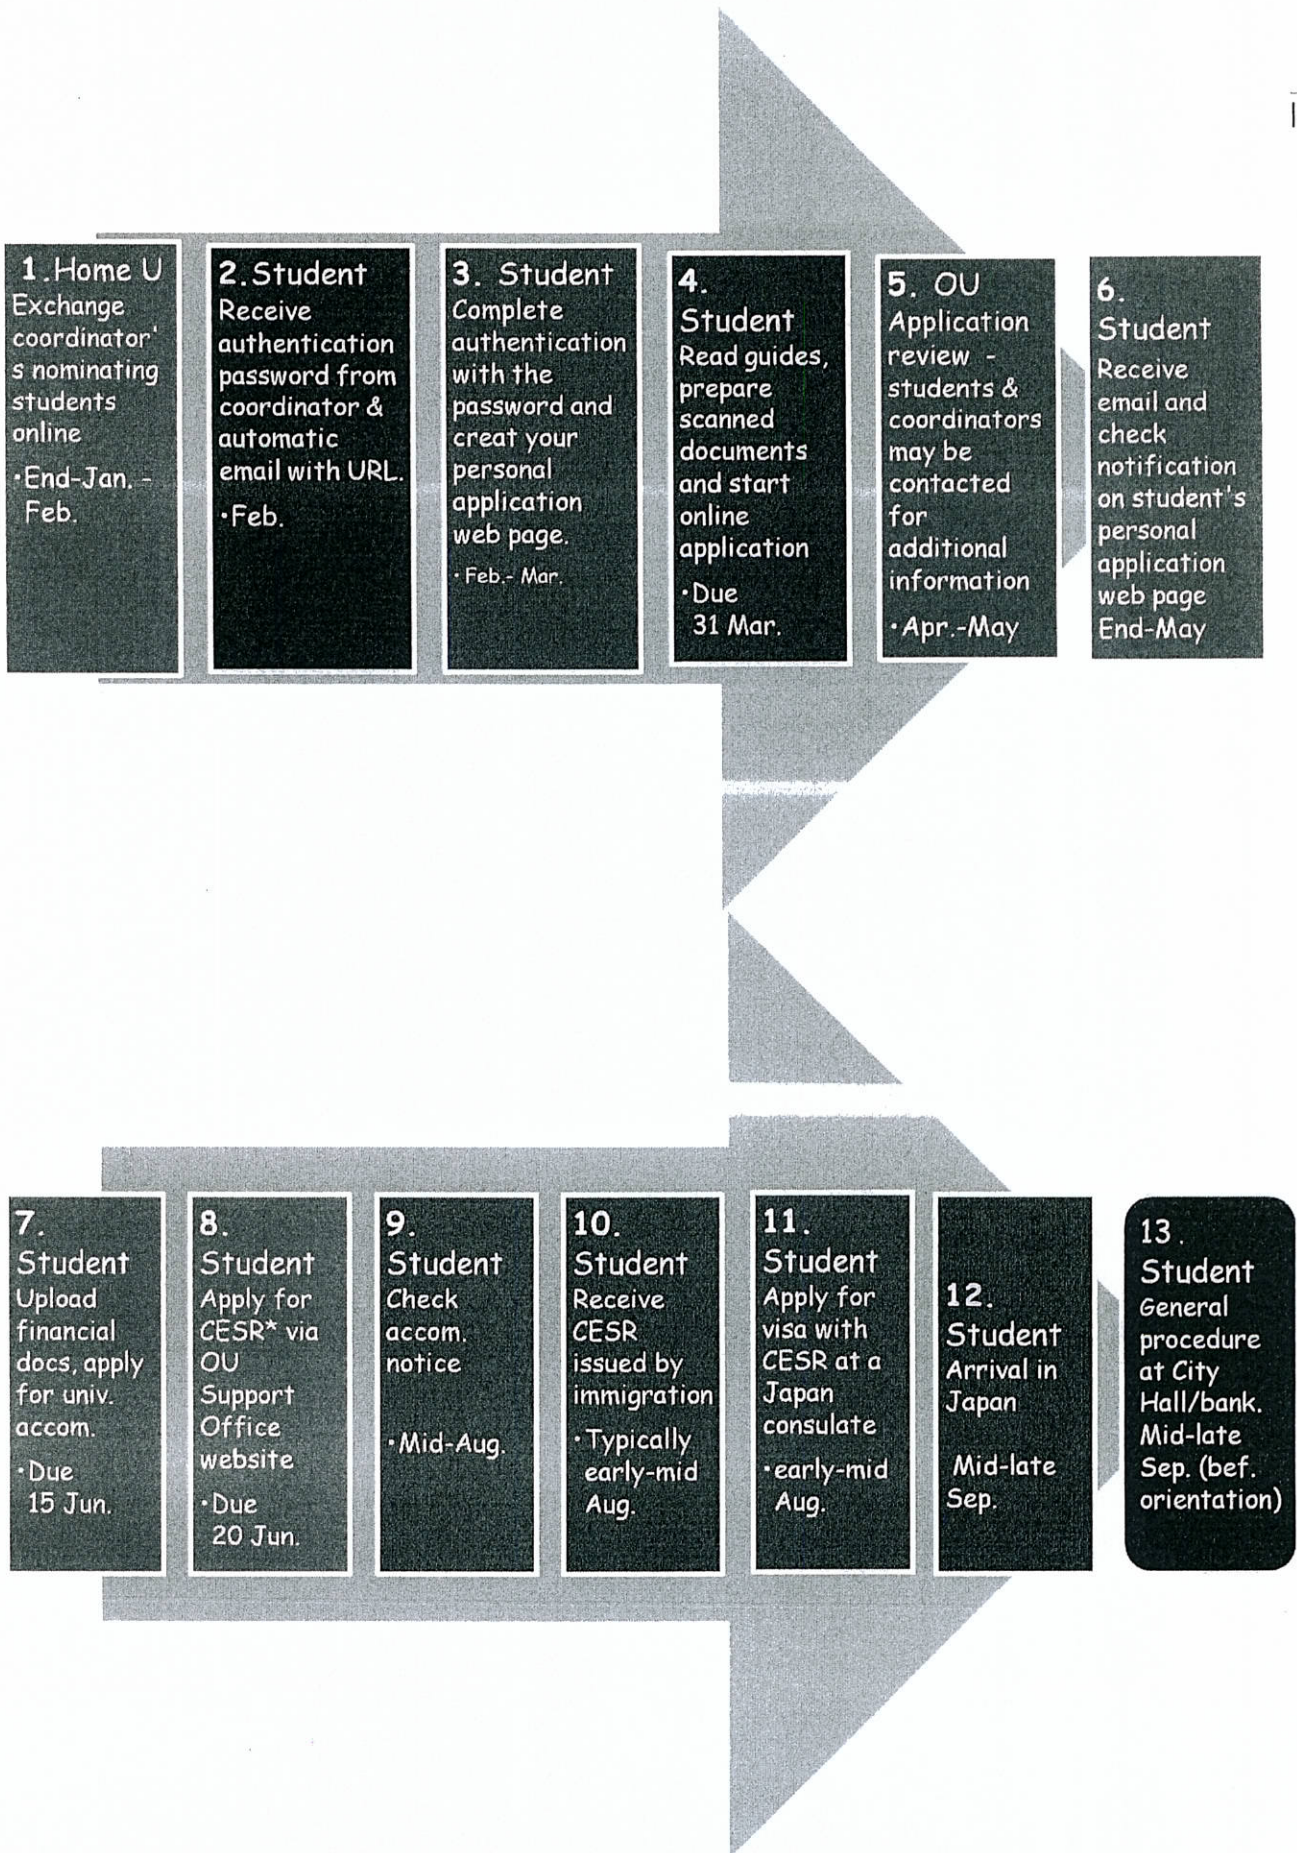 1.Home U
Exchange
coordinator'
s nominating
students
online
·End-Jan. -
Feb.
2.Student
Receive
authentication
password from
coordinator &
automatic
email with URL.
·Feb.
3. Student
Complete
authentication
with the
password and
creat your
personal
application
web page.
· Feb.- Mar.
4.
Student
Read guides,
prepare
scanned
documents
and start
online
application
·Due
31 Mar.
5. OU
Application
review -
students &
coordinators
may be
contacted
for
additional
information
·Apr.-May
6.
Student
Receive
email and
check
notification
on student's
personal
application
web page
End-May
7.
Student
Upload
financial
docs, apply
for univ.
accom.
·Due
15 Jun.
8.
Student
Apply for
CESR* via
OU
Support
Office
website
·Due
20 Jun.
9.
Student
Check
accom.
notice
·Mid-Aug.
10.
Student
Receive
CESR
issued by
immigration
·Typically
early-mid
Aug.
11.
Student
Apply for
visa with
CESR at a
Japan
consulate
·early-mid
Aug.
12.
Student
Arrival in
Japan
Mid-late
Sep.
13.
Student
General
procedure
at City
Hall/bank.
Mid-late
Sep. (bef.
orientation)